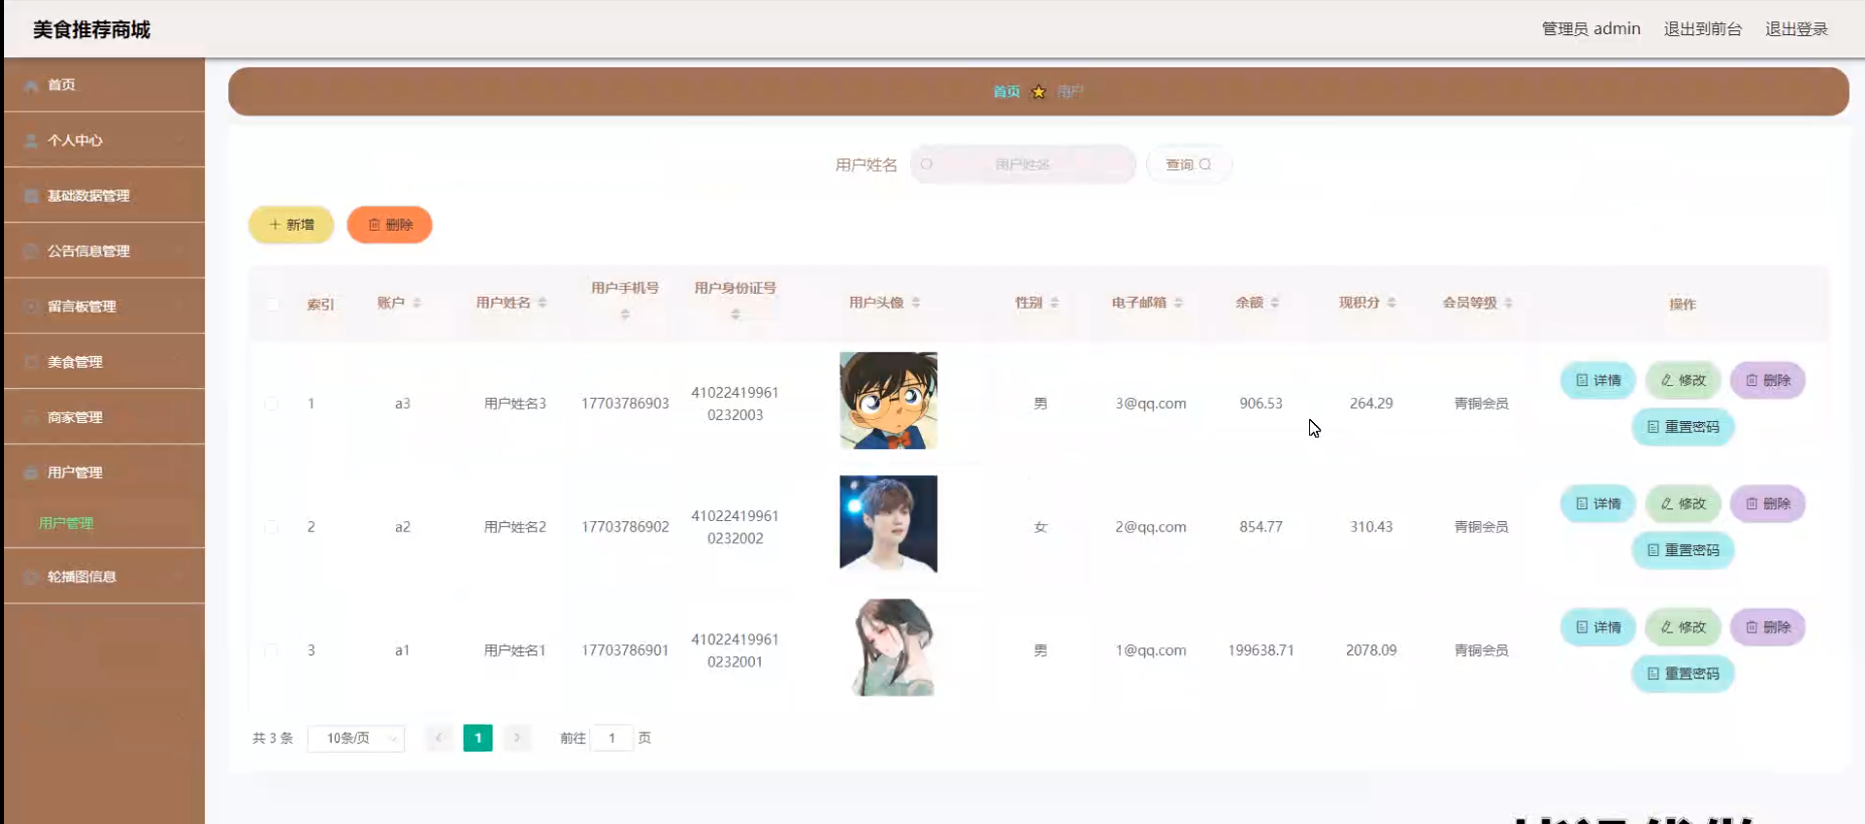 美食推荐商城
管理员 admin 退出到前台 退出登录
首页
个人中心
基础数据管理
公告信息管理
留言板管理
美食管理
商家管理
用户管理
用户管理
轮播图信息
首页 用户
用户姓名 用户姓名 查询
新增 删除
索引 账户 用户姓名 用户手机号 用户身份证号 用户头像 性别 电子邮箱 余额 现积分 会员等级 操作
1 a3 用户姓名3 17703786903 41022419961 男 3@qq.com 906.53 264.29 青铜会员 详情 修改 删除
0232003 重置密码
2 a2 用户姓名2 17703786902 41022419961 女 2@qq.com 854.77 310.43 青铜会员 详情 修改 删除
0232002 重置密码
3 a1 用户姓名1 17703786901 41022419961 男 1@qq.com 199638.71 2078.09 青铜会员 详情 修改 删除
0232001 重置密码
共 3 条 10条/页 1 前往 1 页